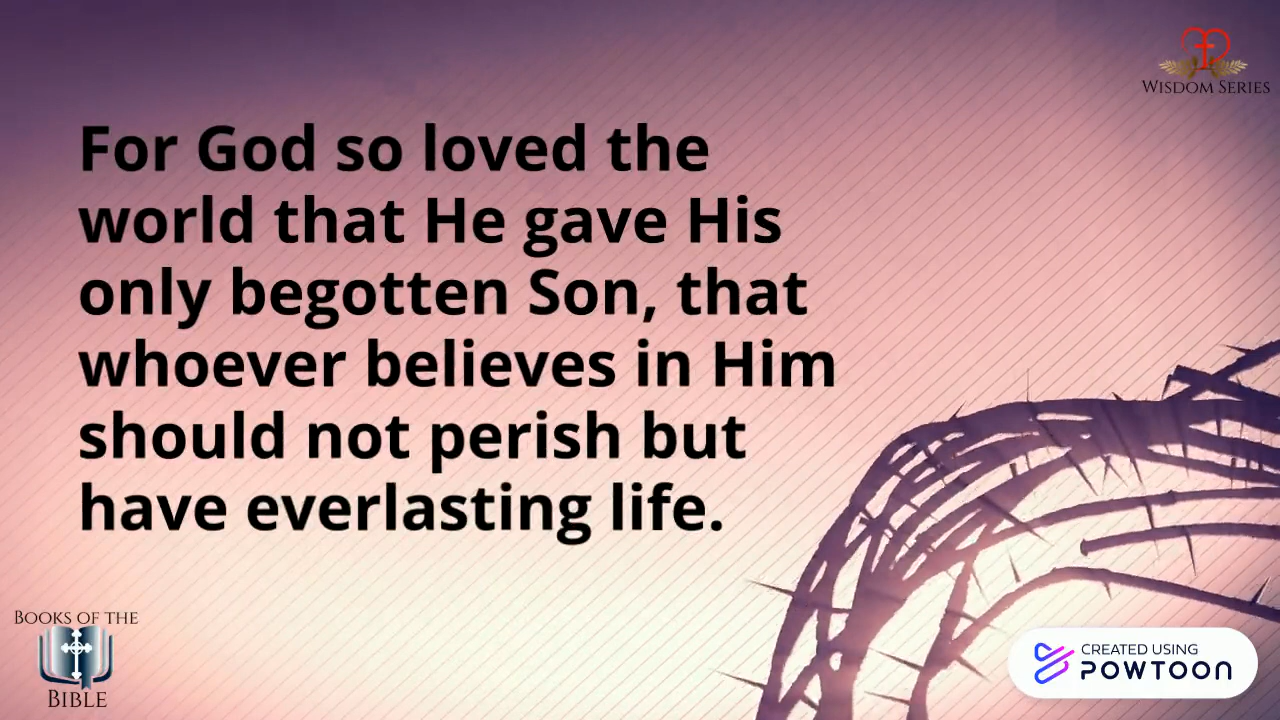 WISDOM SERIES
For God so loved the
world that He gave His
only begotten Son, that
whoever believes in Him
should not perish but
have everlasting life.
BOOKS OF THE
BIBLE
CREATED USING
POWTOON